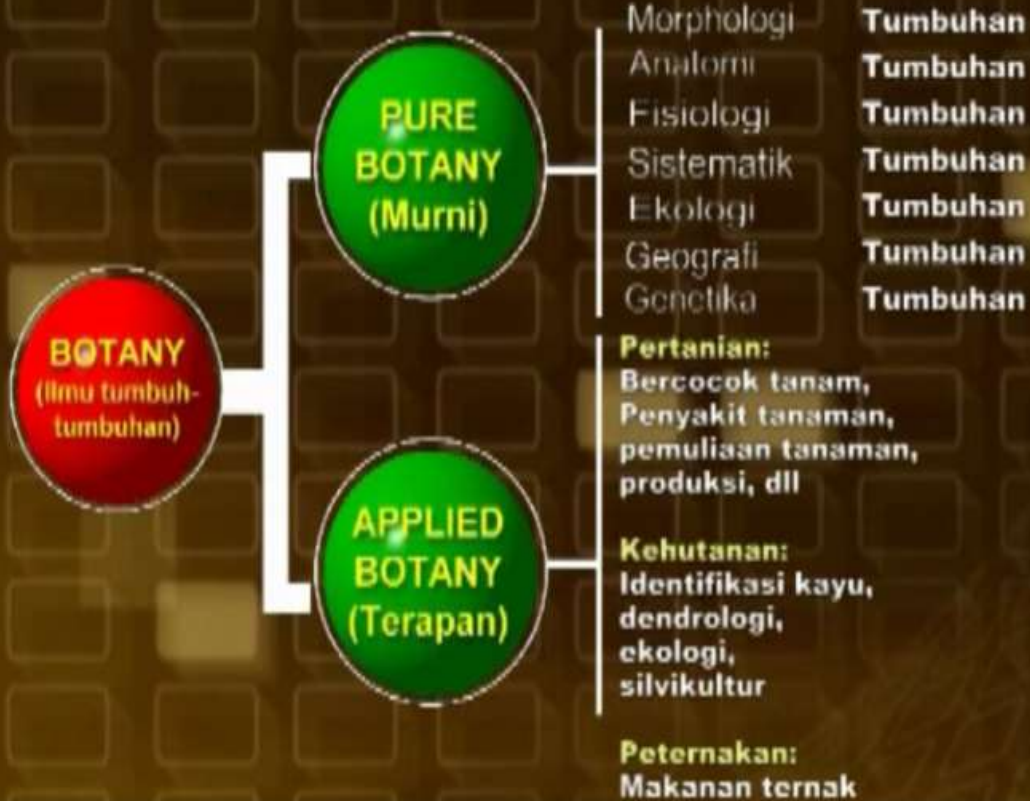 BOTANY
(Ilmu tumbuh-
tumbuhan)
PURE
BOTANY
(Murni)
Morphologi Tumbuhan
Anatomi Tumbuhan
Fisiologi Tumbuhan
Sistematik Tumbuhan
Ekologi Tumbuhan
Geografi Tumbuhan
Genetika Tumbuhan
APPLIED
BOTANY
(Terapan)
Pertanian:
Bercocok tanam,
Penyakit tanaman,
pemuliaan tanaman,
produksi, dll
Kehutanan:
Identifikasi kayu,
dendrologi,
ekologi,
silvikultur
Peternakan:
Makanan ternak